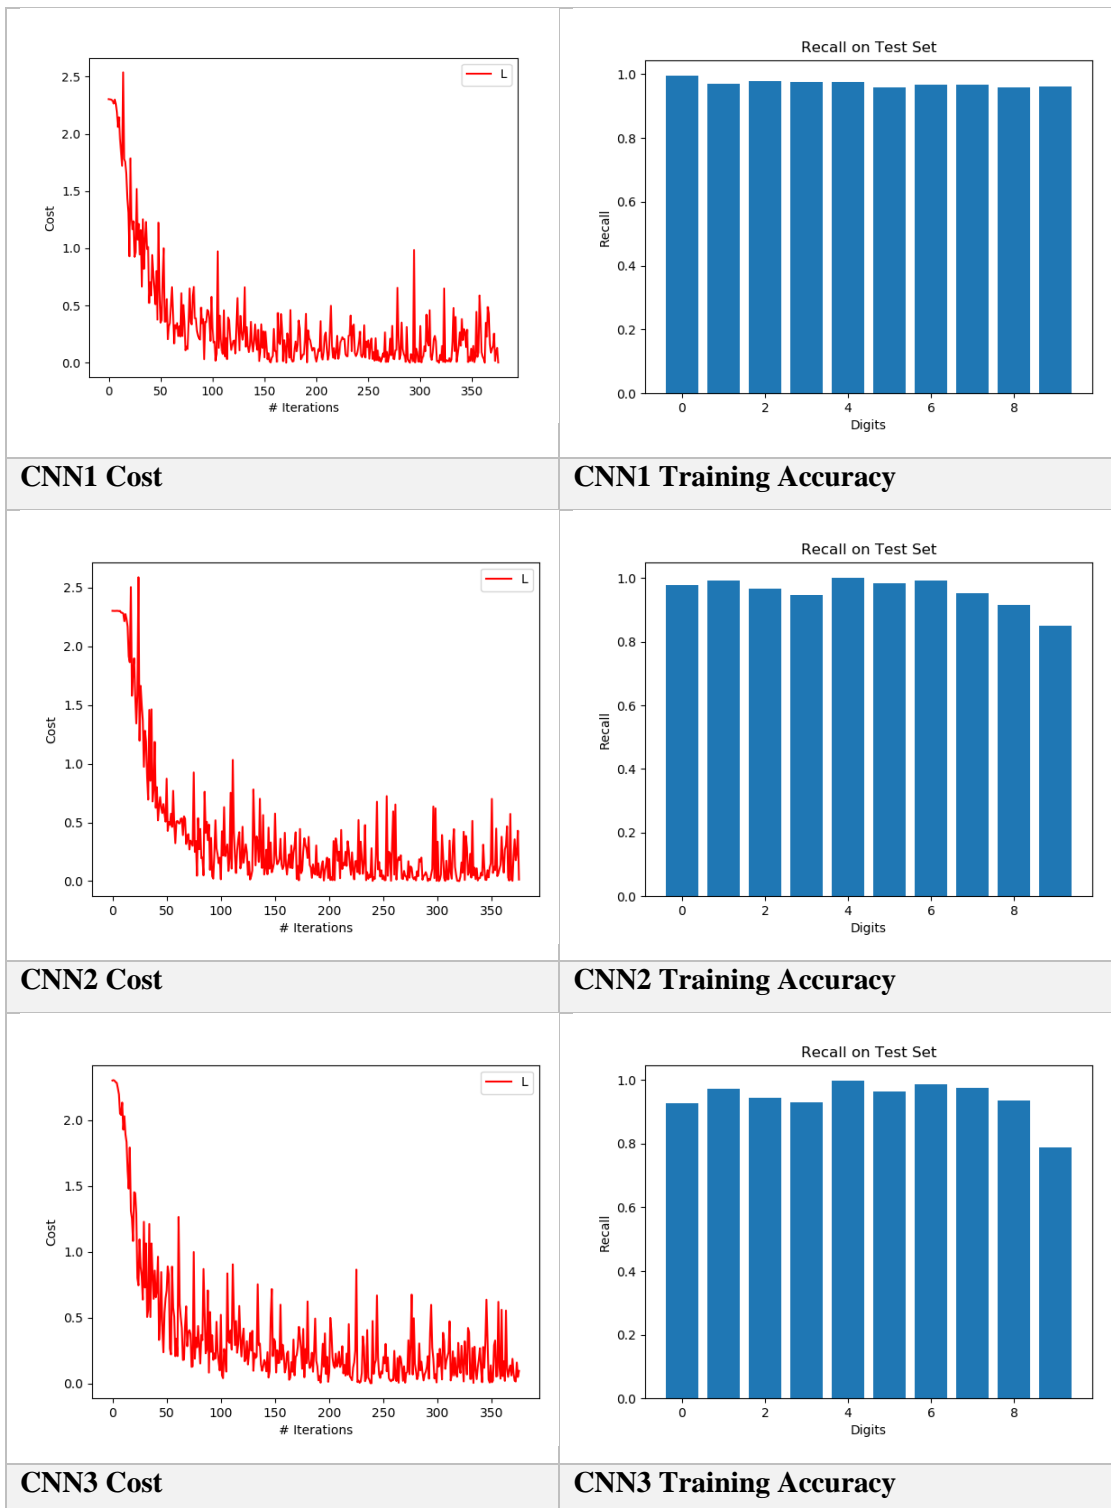 L
2.5
2.0
1.5
1.0
0.5
0.0
Cost
0 50 100 150 200 250 300 350
# Iterations
Recall on Test Set
1.0
0.8
0.6
0.4
0.2
0.0
Recall
0 2 4 6 8
Digits
CNN1 Cost
CNN1 Training Accuracy
L
2.5
2.0
1.5
1.0
0.5
0.0
Cost
0 50 100 150 200 250 300 350
# Iterations
Recall on Test Set
1.0
0.8
0.6
0.4
0.2
0.0
Recall
0 2 4 6 8
Digits
CNN2 Cost
CNN2 Training Accuracy
L
2.0
1.5
1.0
0.5
0.0
Cost
0 50 100 150 200 250 300 350
# Iterations
Recall on Test Set
1.0
0.8
0.6
0.4
0.2
0.0
Recall
0 2 4 6 8
Digits
CNN3 Cost
CNN3 Training Accuracy